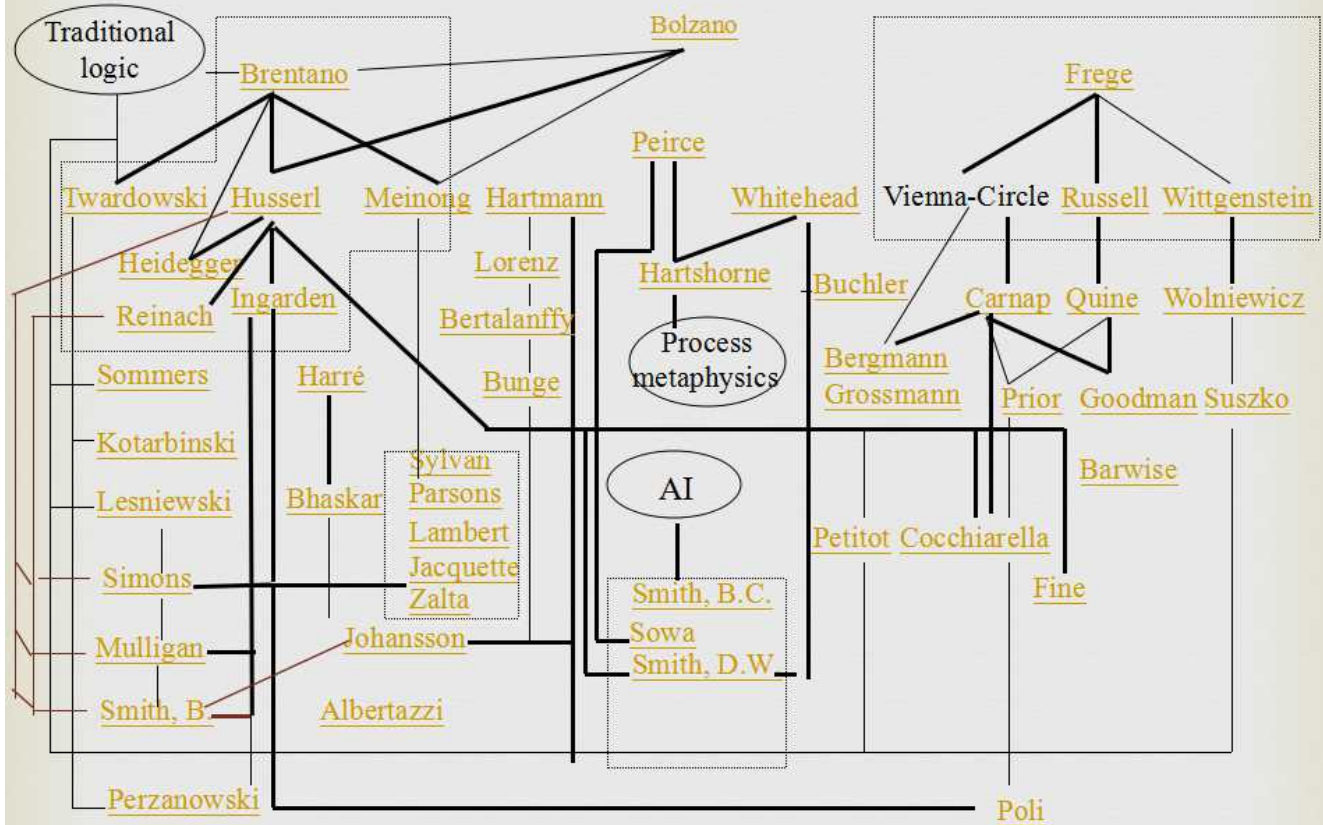 Traditional
logic
Bolzano
Brentano
Frege
Peirce
Twardowski
Husserl
Meinong
Hartmann
Whitehead
Vienna-Circle
Russell
Wittgenstein
Heidegger
Lorenz
Hartshorne
Buchler
Reinach
Ingarden
Bertalanffy
Carnap
Quine
Wolniewicz
Process
metaphysics
Bergmann
Grossmann
Sommers
Harré
Bunge
Prior
Goodman
Suszko
Kotarbinski
Sylvan
Parsons
Lambert
Jacquette
Zalta
AI
Barwise
Lesniewski
Bhaskar
Petitot
Cocchiarella
Simons
Smith, B.C.
Fine
Sowa
Smith, D.W.
Mulligan
Johansson
Smith, B.
Albertazzi
Perzanowski
Poli